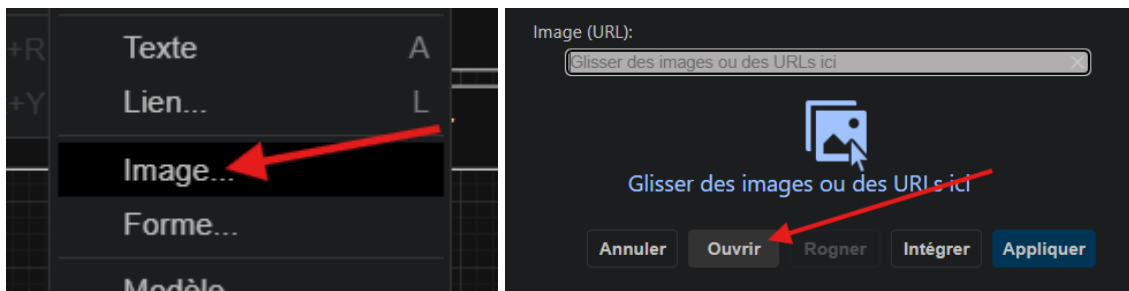 +R
Texte A
+Y
Lien... L
Image...
Forme...
Modèle
Image (URL):
Glisser des images ou des URLs ici
Glisser des images ou des URLs ici
Annuler Ouvrir Rogner Intégrer Appliquer